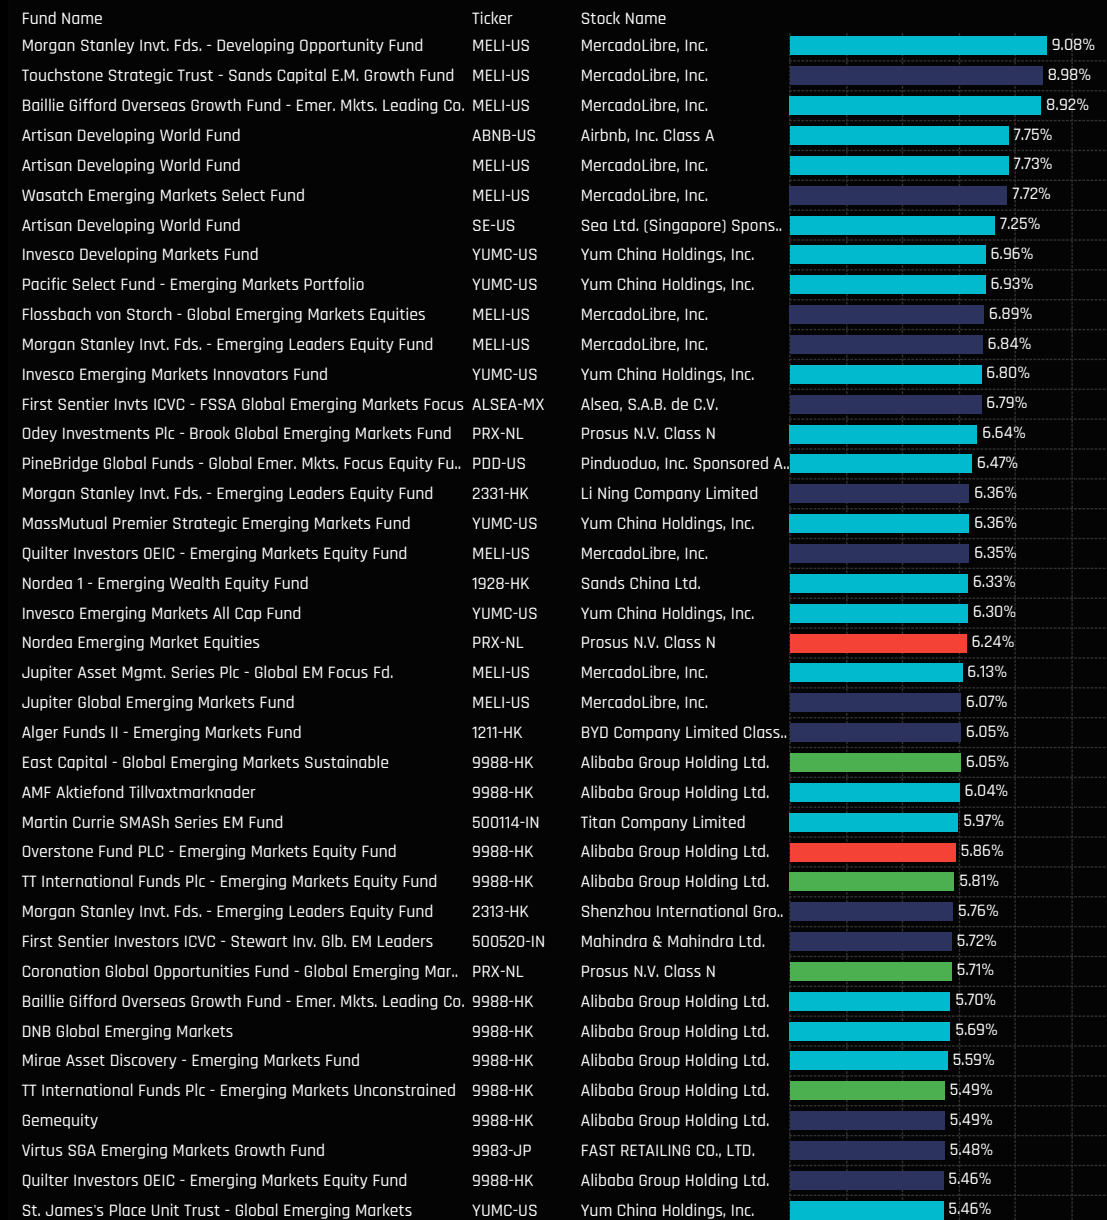 Fund Name Ticker Stock Name
Morgan Stanley Invt. Fds. - Developing Opportunity Fund MELI-US MercadoLibre, Inc. 9.08%
Touchstone Strategic Trust - Sands Capital E.M. Growth Fund MELI-US MercadoLibre, Inc. 8.98%
Baillie Gifford Overseas Growth Fund - Emer. Mkts. Leading Co. MELI-US MercadoLibre, Inc. 8.92%
Artisan Developing World Fund ABNB-US Airbnb, Inc. Class A 7.75%
Artisan Developing World Fund MELI-US MercadoLibre, Inc. 7.73%
Wasatch Emerging Markets Select Fund MELI-US MercadoLibre, Inc. 7.72%
Artisan Developing World Fund SE-US Sea Ltd. (Singapore) Spons.. 7.25%
Invesco Developing Markets Fund YUMC-US Yum China Holdings, Inc. 6.96%
Pacific Select Fund - Emerging Markets Portfolio YUMC-US Yum China Holdings, Inc. 6.93%
Flossbach von Storch - Global Emerging Markets Equities MELI-US MercadoLibre, Inc. 6.89%
Morgan Stanley Invt. Fds. - Emerging Leaders Equity Fund MELI-US MercadoLibre, Inc. 6.84%
Invesco Emerging Markets Innovators Fund YUMC-US Yum China Holdings, Inc. 6.80%
First Sentier Invts ICVC - FSSA Global Emerging Markets Focus ALSEA-MX Alsea, S.A.B. de C.V. 6.79%
Odey Investments Plc - Brook Global Emerging Markets Fund PRX-NL Prosus N.V. Class N 6.64%
PineBridge Global Funds - Global Emer. Mkts. Focus Equity Fu.. PDD-US Pinduoduo, Inc. Sponsored A.. 6.47%
Morgan Stanley Invt. Fds. - Emerging Leaders Equity Fund 2331-HK Li Ning Company Limited 6.36%
MassMutual Premier Strategic Emerging Markets Fund YUMC-US Yum China Holdings, Inc. 6.36%
Quilter Investors OEIC - Emerging Markets Equity Fund MELI-US MercadoLibre, Inc. 6.35%
Nordea 1 - Emerging Wealth Equity Fund 1928-HK Sands China Ltd. 6.33%
Invesco Emerging Markets All Cap Fund YUMC-US Yum China Holdings, Inc. 6.30%
Nordea Emerging Market Equities PRX-NL Prosus N.V. Class N 6.24%
Jupiter Asset Mgmt. Series Plc - Global EM Focus Fd. MELI-US MercadoLibre, Inc. 6.13%
Jupiter Global Emerging Markets Fund MELI-US MercadoLibre, Inc. 6.07%
Alger Funds II - Emerging Markets Fund 1211-HK BYD Company Limited Class.. 6.05%
East Capital - Global Emerging Markets Sustainable 9988-HK Alibaba Group Holding Ltd. 6.05%
AMF Aktiefond Tillvaxtmarknader 9988-HK Alibaba Group Holding Ltd. 6.04%
Martin Currie SMASh Series EM Fund 500114-IN Titan Company Limited 5.97%
Overstone Fund PLC - Emerging Markets Equity Fund 9988-HK Alibaba Group Holding Ltd. 5.86%
TT International Funds Plc - Emerging Markets Equity Fund 9988-HK Alibaba Group Holding Ltd. 5.81%
Morgan Stanley Invt. Fds. - Emerging Leaders Equity Fund 2313-HK Shenzhou International Gro.. 5.76%
First Sentier Investors ICVC - Stewart Inv. Glb. EM Leaders 500520-IN Mahindra & Mahindra Ltd. 5.72%
Coronation Global Opportunities Fund - Global Emerging Mar.. PRX-NL Prosus N.V. Class N 5.71%
Baillie Gifford Overseas Growth Fund - Emer. Mkts. Leading Co. 9988-HK Alibaba Group Holding Ltd. 5.70%
DNB Global Emerging Markets 9988-HK Alibaba Group Holding Ltd. 5.69%
Mirae Asset Discovery - Emerging Markets Fund 9988-HK Alibaba Group Holding Ltd. 5.59%
TT International Funds Plc - Emerging Markets Unconstrained 9988-HK Alibaba Group Holding Ltd. 5.49%
Gemequity 9988-HK Alibaba Group Holding Ltd. 5.49%
Virtus SGA Emerging Markets Growth Fund 9983-JP FAST RETAILING CO., LTD. 5.48%
Quilter Investors OEIC - Emerging Markets Equity Fund 9988-HK Alibaba Group Holding Ltd. 5.46%
St. James's Place Unit Trust - Global Emerging Markets YUMC-US Yum China Holdings, Inc. 5.46%